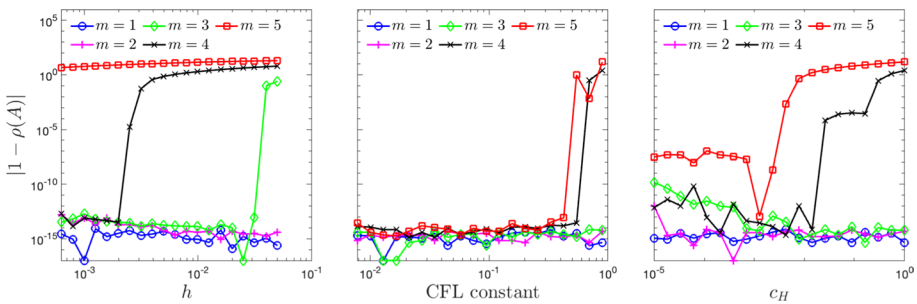 m = 1 m = 3 m = 5
m = 2 m = 4
10^0
10^-5
10^-10
10^-15
|1 − ρ(A)|
10^-3 10^-2 10^-1
h
m = 1 m = 3 m = 5
m = 2 m = 4
10^-2 10^-1 10^0
CFL constant
m = 1 m = 3 m = 5
m = 2 m = 4
10^-5 10^0
c_H